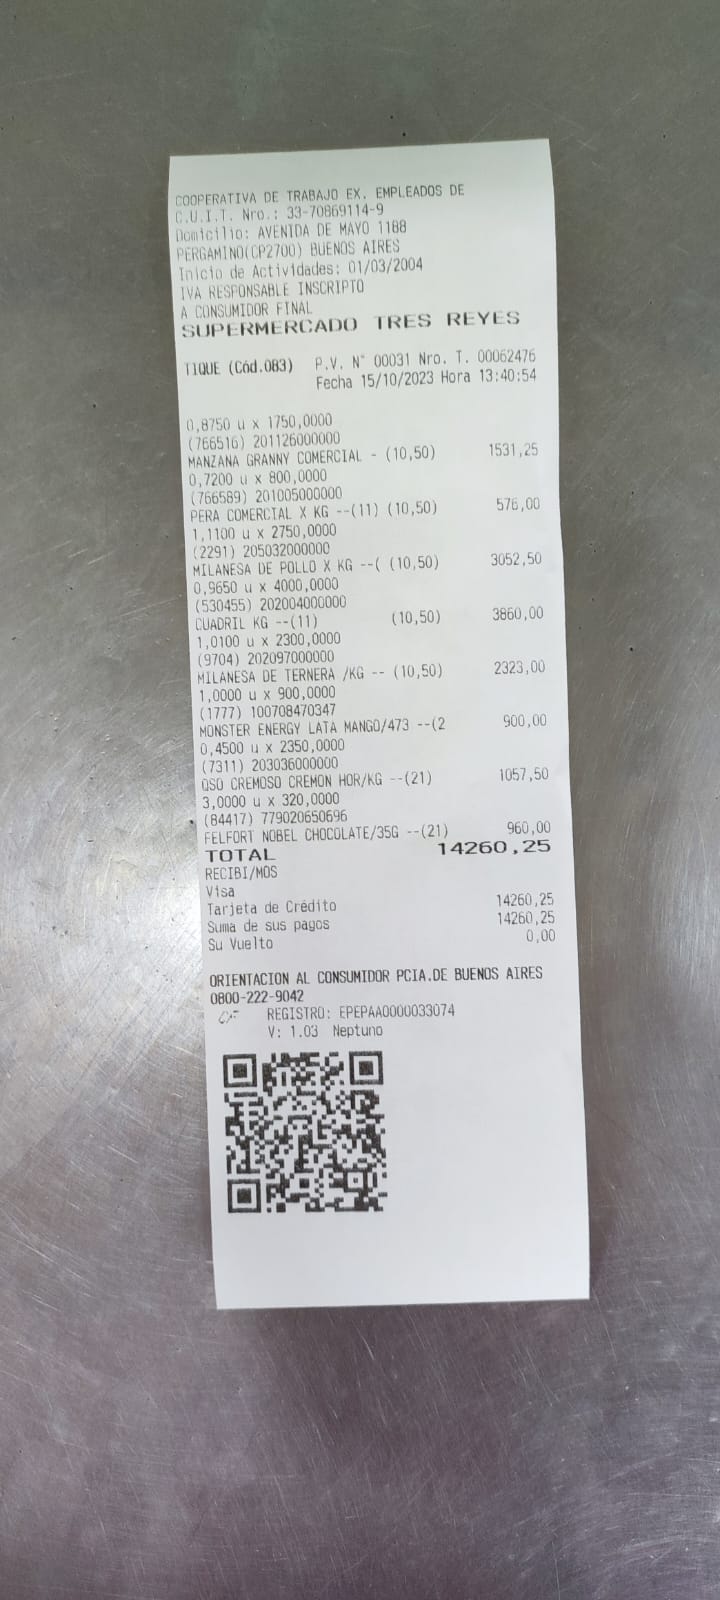 COOPERATIVA DE TRABAJO EX. EMPLEADOS DE
C.U.I.T. Nro.: 33-70869114-9
Domicilio: AVENIDA DE MAYO 1188
PERGAMINO(CP2700) BUENOS AIRES
Inicio de Actividades: 01/03/2004
IVA RESPONSABLE INSCRIPTO
A CONSUMIDOR FINAL
SUPERMERCADO TRES REYES
TIQUE (Cód.083) P.V. N° 00031 Nro. T. 00062476
Fecha 15/10/2023 Hora 13:40:54
0,8750 u x 1750,0000
(766516) 201126000000
MANZANA GRANNY COMERCIAL - (10,50) 1531,25
0,7200 u x 800,0000
(766589) 201005000000
PERA COMERCIAL X KG --(11) (10,50) 576,00
1,1100 u x 2750,0000
(2291) 205032000000
MILANESA DE POLLO X KG --( (10,50) 3052,50
0,9650 u x 4000,0000
(530455) 202004000000
CUADRIL KG --(11) (10,50) 3860,00
1,0100 u x 2300,0000
(9704) 202097000000
MILANESA DE TERNERA /KG -- (10,50) 2323,00
1,0000 u x 900,0000
(1777) 100708470347
MONSTER ENERGY LATA MANGO/473 --(2 900,00
0,4500 u x 2350,0000
(7311) 203036000000
QSO CREMOSO CREMON HOR/KG --(21) 1057,50
3,0000 u x 320,0000
(84417) 779020650696
FELFORT NOBEL CHOCOLATE/35G --(21) 960,00
TOTAL 14260,25
RECIBI/MOS
Visa
Tarjeta de Crédito 14260,25
Suma de sus pagos 14260,25
Su Vuelto 0,00
ORIENTACION AL CONSUMIDOR PCIA.DE BUENOS AIRES
0800-222-9042
CF REGISTRO: EPEPAA0000033074
V: 1.03 Neptuno